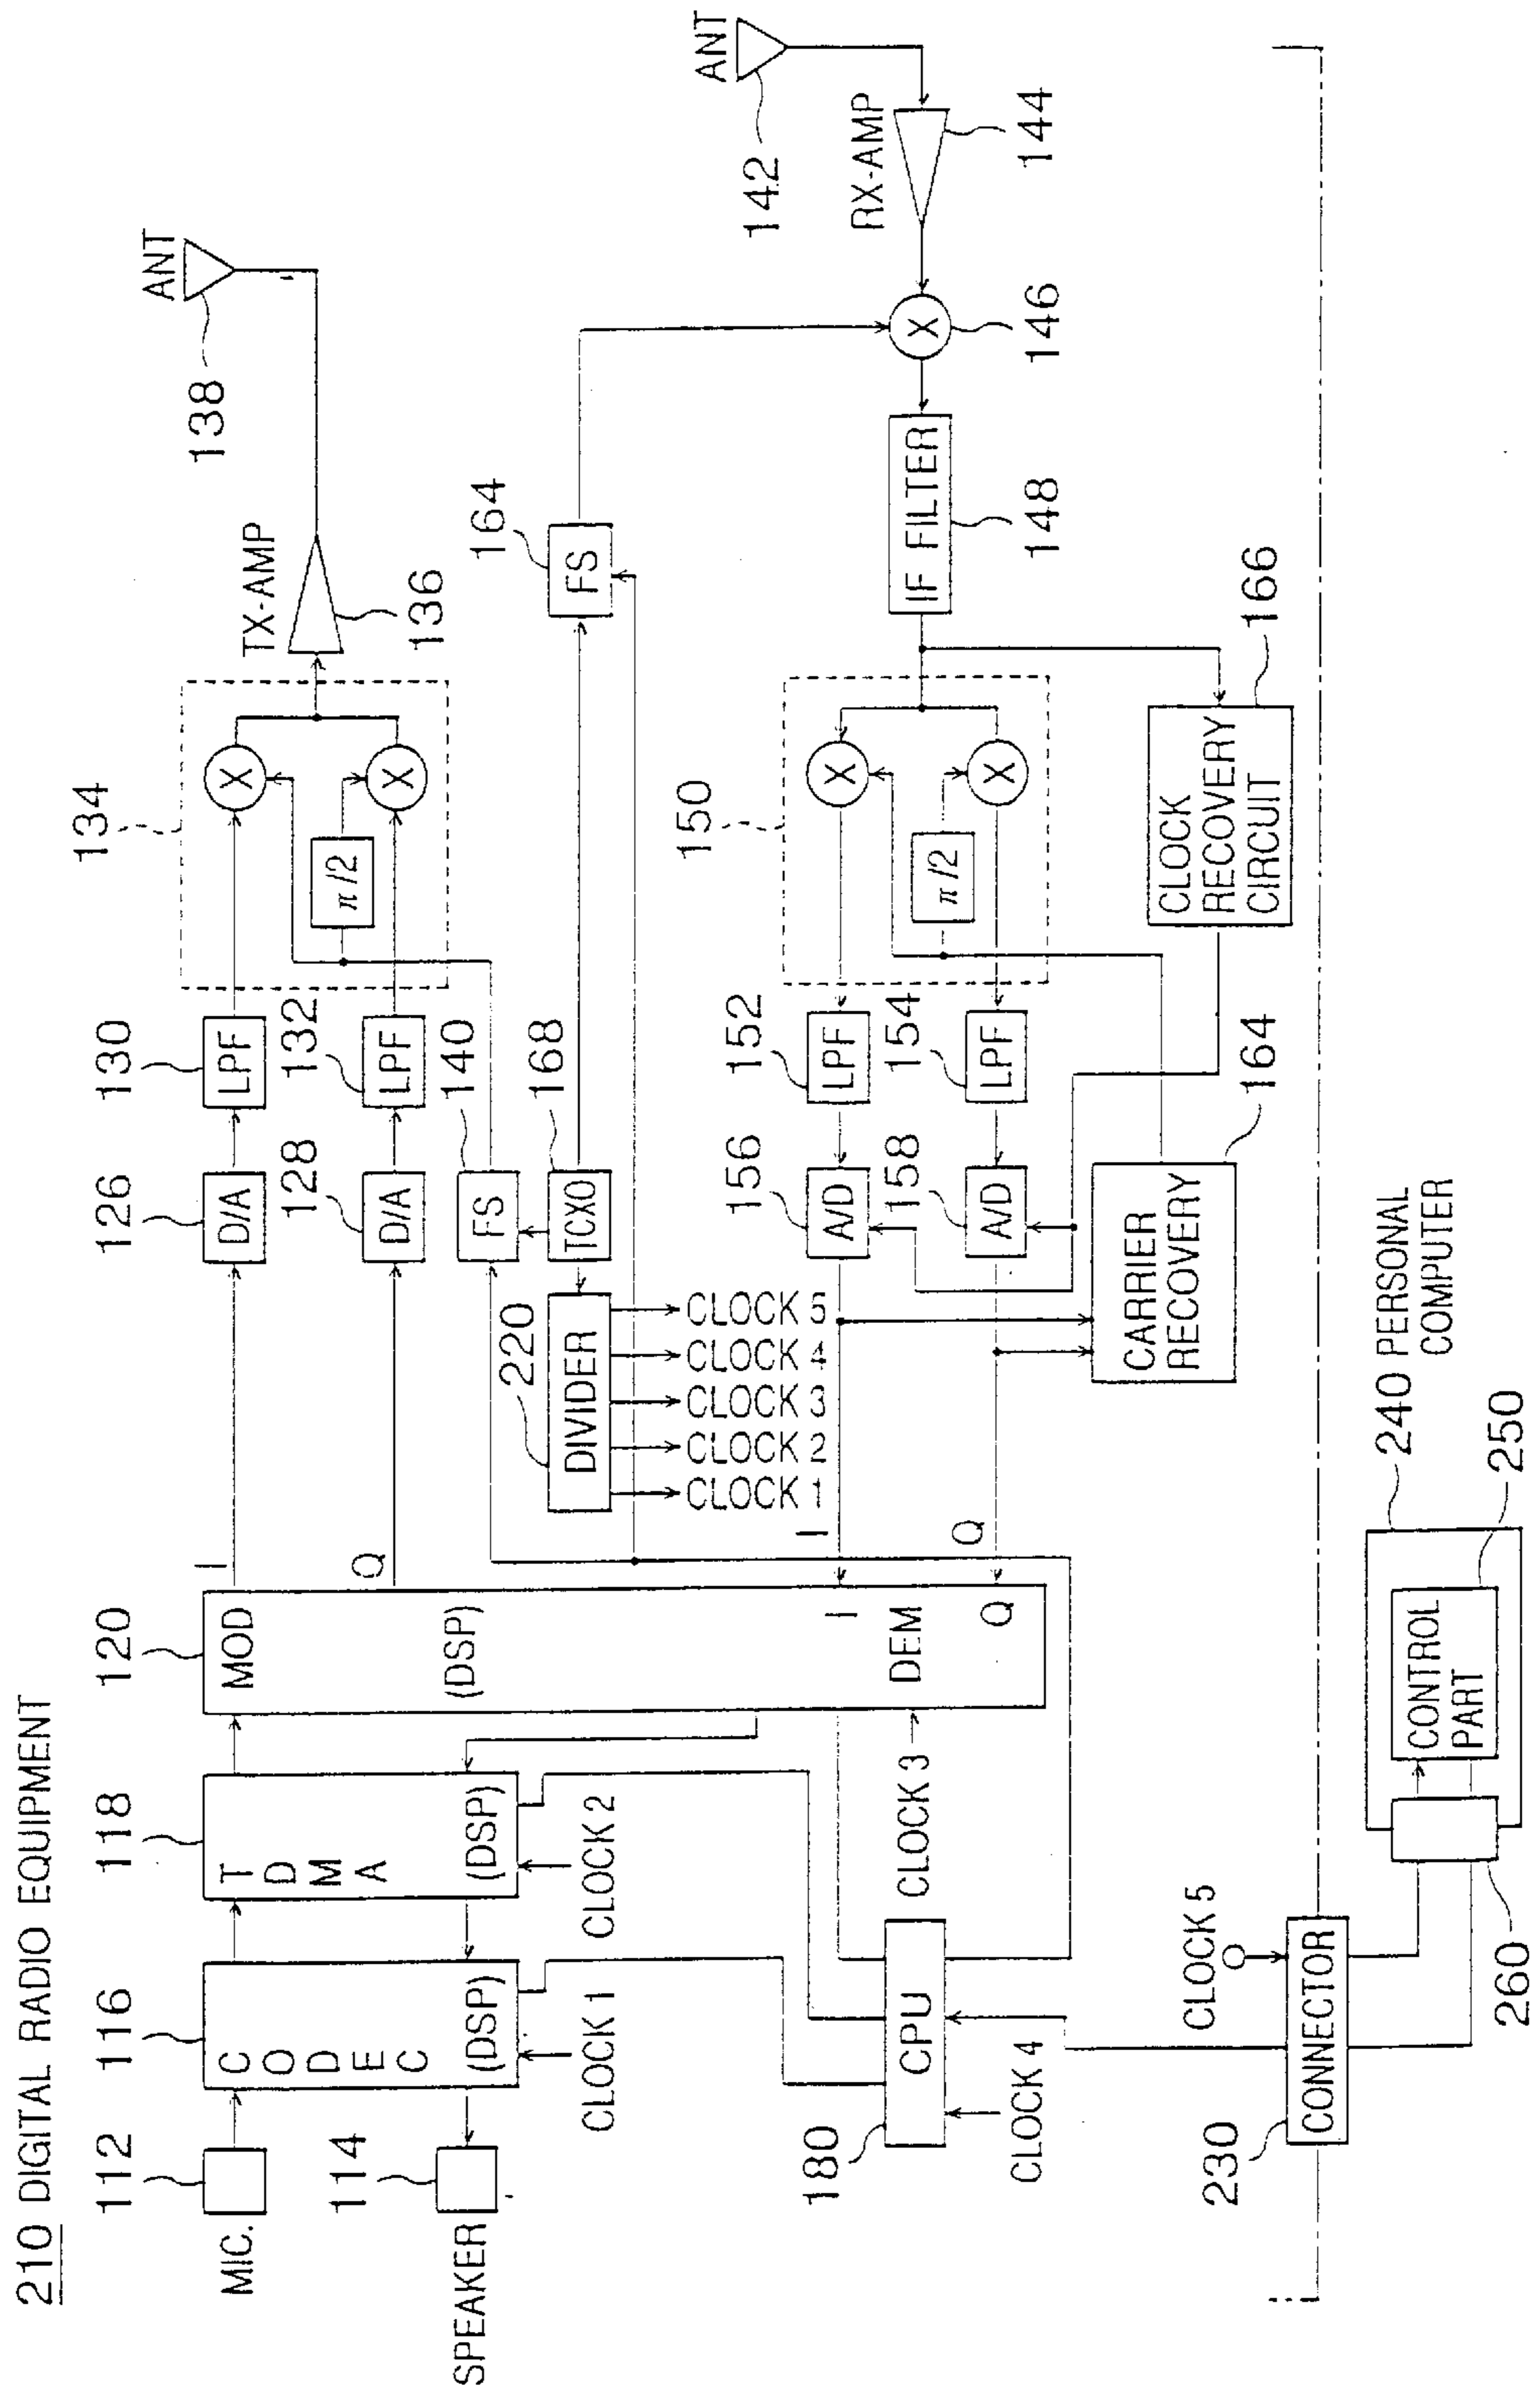 210 DIGITAL RADIO EQUIPMENT
MIC.
112
SPEAKER
114
116
CODEC
(DSP)
CLOCK 1
118
TDMA
(DSP)
CLOCK 2
120
MOD
(DSP)
I
DEM
Q
CLOCK 3
I
Q
126
D/A
128
D/A
130
LPF
132
LPF
134
X
π/2
X
TX-AMP
136
138
ANT
140
FS
168
TCXO
220
DIVIDER
CLOCK 5
CLOCK 4
CLOCK 3
CLOCK 2
CLOCK 1
164
FS
ANT
142
RX-AMP
144
X
146
IF FILTER
148
150
X
π/2
X
152
LPF
154
LPF
156
A/D
158
A/D
I
Q
CLOCK
RECOVERY
CIRCUIT
166
CARRIER
RECOVERY
164
180
CPU
CLOCK 4
CLOCK 5
230
CONNECTOR
240 PERSONAL
COMPUTER
CONTROL
PART
250
260